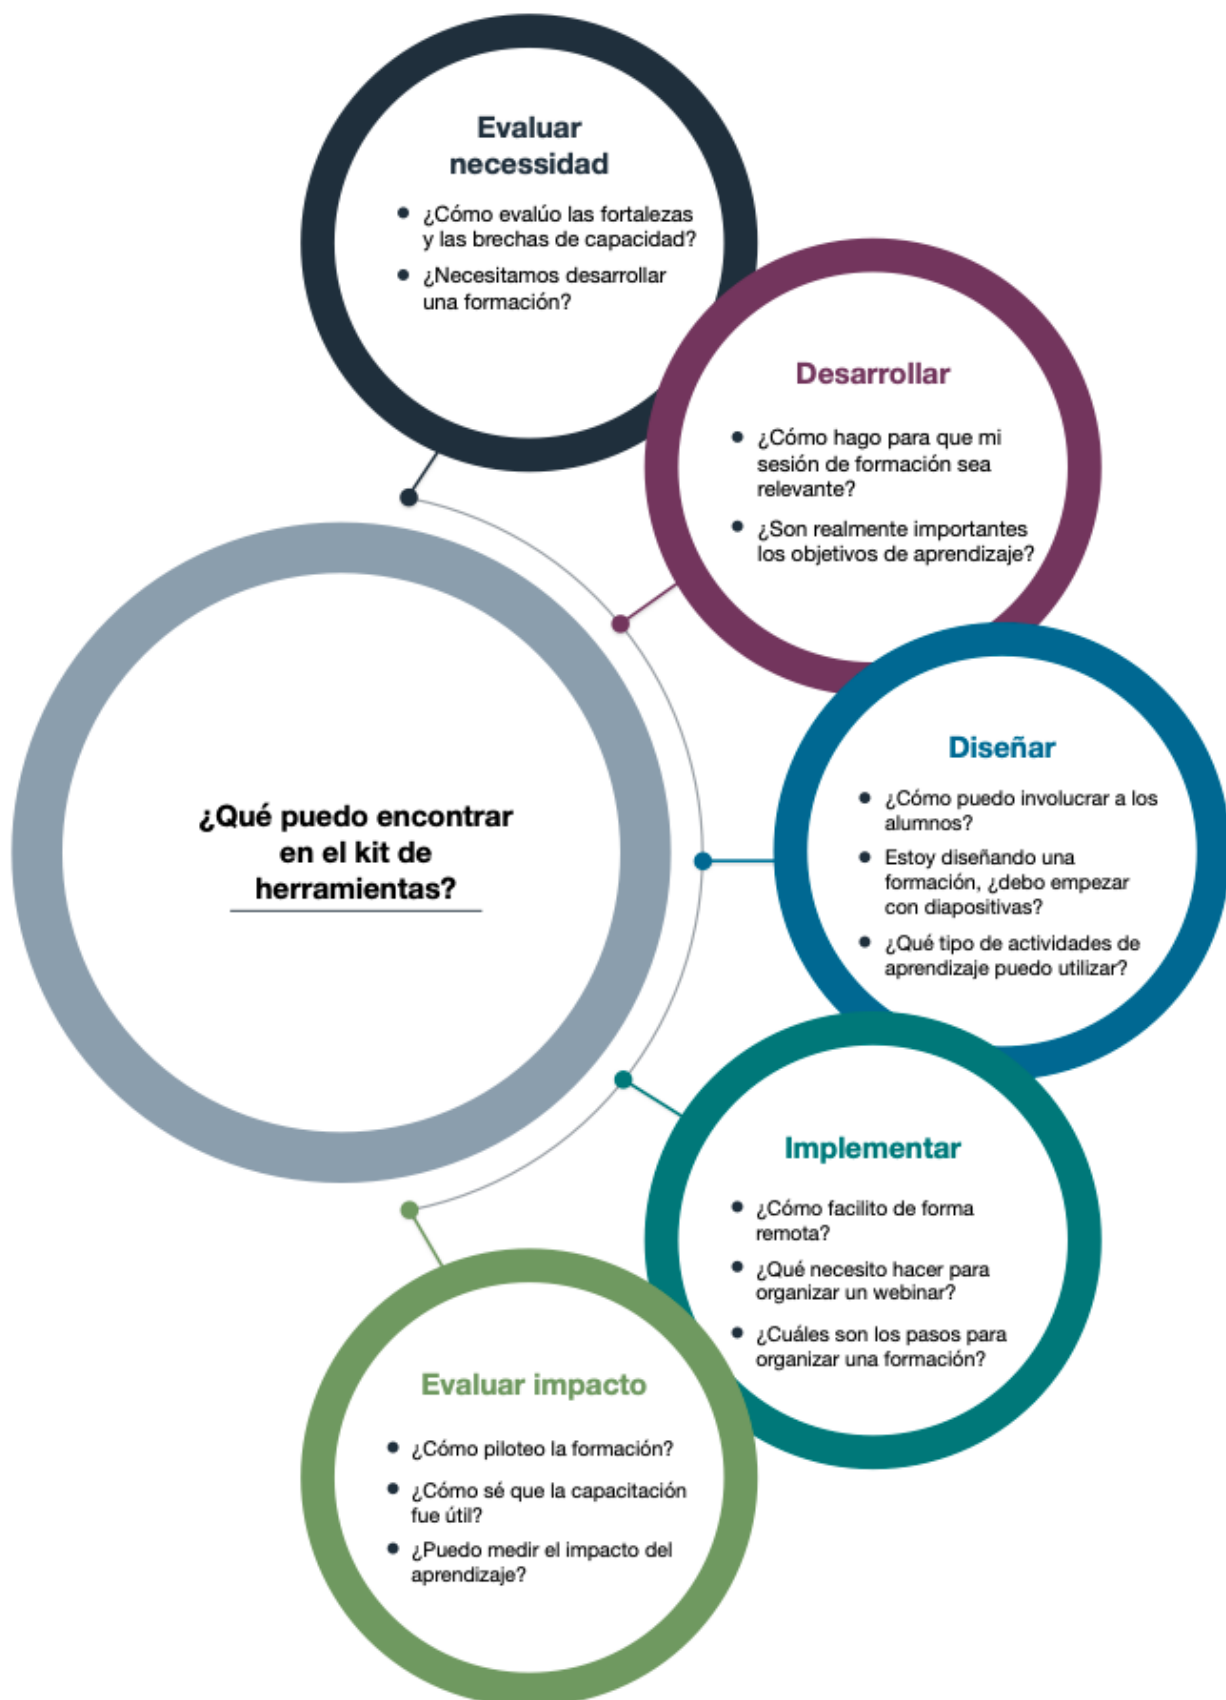 Evaluar
necessidad
• ¿Cómo evalúo las fortalezas
y las brechas de capacidad?
• ¿Necesitamos desarrollar
una formación?
Desarrollar
• ¿Cómo hago para que mi
sesión de formación sea
relevante?
• ¿Son realmente importantes
los objetivos de aprendizaje?
¿Qué puedo encontrar
en el kit de
herramientas?
Diseñar
• ¿Cómo puedo involucrar a los
alumnos?
• Estoy diseñando una
formación, ¿debo empezar
con diapositivas?
• ¿Qué tipo de actividades de
aprendizaje puedo utilizar?
Implementar
• ¿Cómo facilito de forma
remota?
• ¿Qué necesito hacer para
organizar un webinar?
• ¿Cuáles son los pasos para
organizar una formación?
Evaluar impacto
• ¿Cómo piloteo la formación?
• ¿Cómo sé que la capacitación
fue útil?
• ¿Puedo medir el impacto del
aprendizaje?